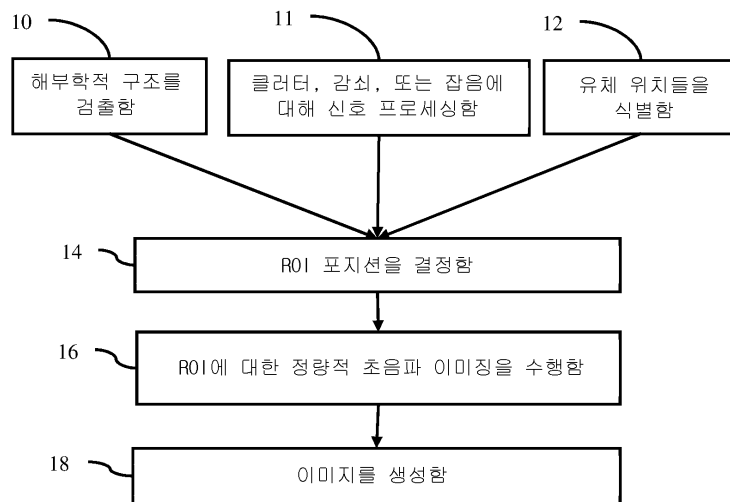 10
11
12
해부학적 구조를
검출함
클러터, 감쇠, 또는 잡음에
대해 신호 프로세싱함
유체 위치들을
식별함
14
ROI 포지션을 결정함
16
ROI에 대한 정량적 초음파 이미징을 수행함
18
이미지를 생성함